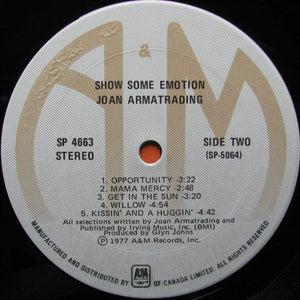 &
SHOW SOME EMOTION
JOAN ARMATRADING
SP 4663
STEREO
SIDE TWO
(SP-5064)
1. OPPORTUNITY -3:22
2. MAMA MERCY -2:48
3. GET IN THE SUN -3:20
4. WILLOW -4:54
5. KISSIN' AND A HUGGIN' -4:42
All selections written by Joan Armatrading and
Published by Irving Music, Inc. (BMI)
Produced by Glyn Johns
℗ 1977 A&M Records, Inc.
MANUFACTURED AND DISTRIBUTED BY A&M RECORDS OF CANADA LIMITED. ALL RIGHTS RESERVED.